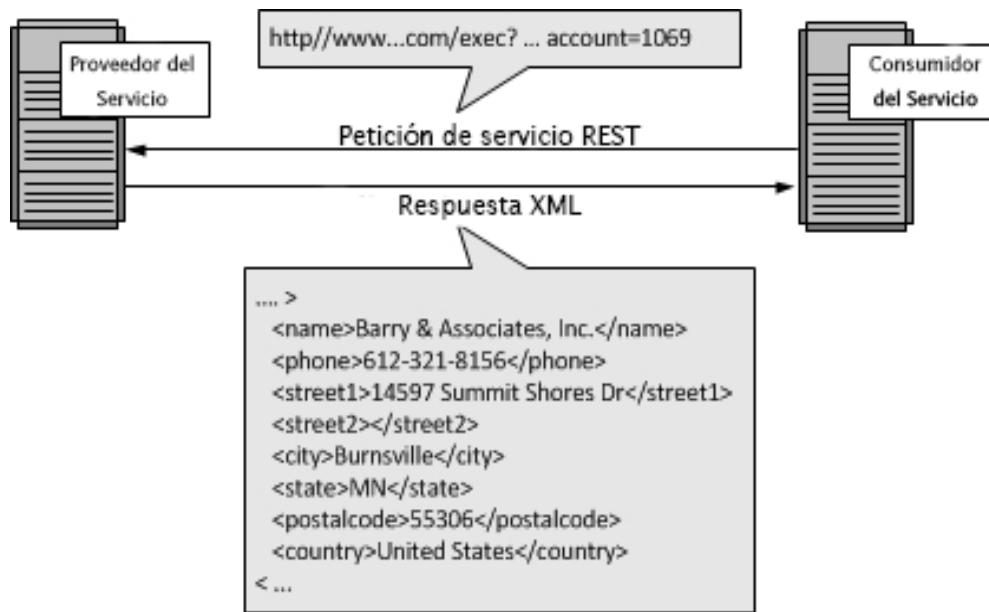 http//www...com/exec? ... account=1069
Proveedor del
Servicio
Consumidor
del Servicio
Petición de servicio REST
Respuesta XML
.... >
<name>Barry & Associates, Inc.</name>
<phone>612-321-8156</phone>
<street1>14597 Summit Shores Dr</street1>
<street2></street2>
<city>Burnsville</city>
<state>MN</state>
<postalcode>55306</postalcode>
<country>United States</country>
< ...